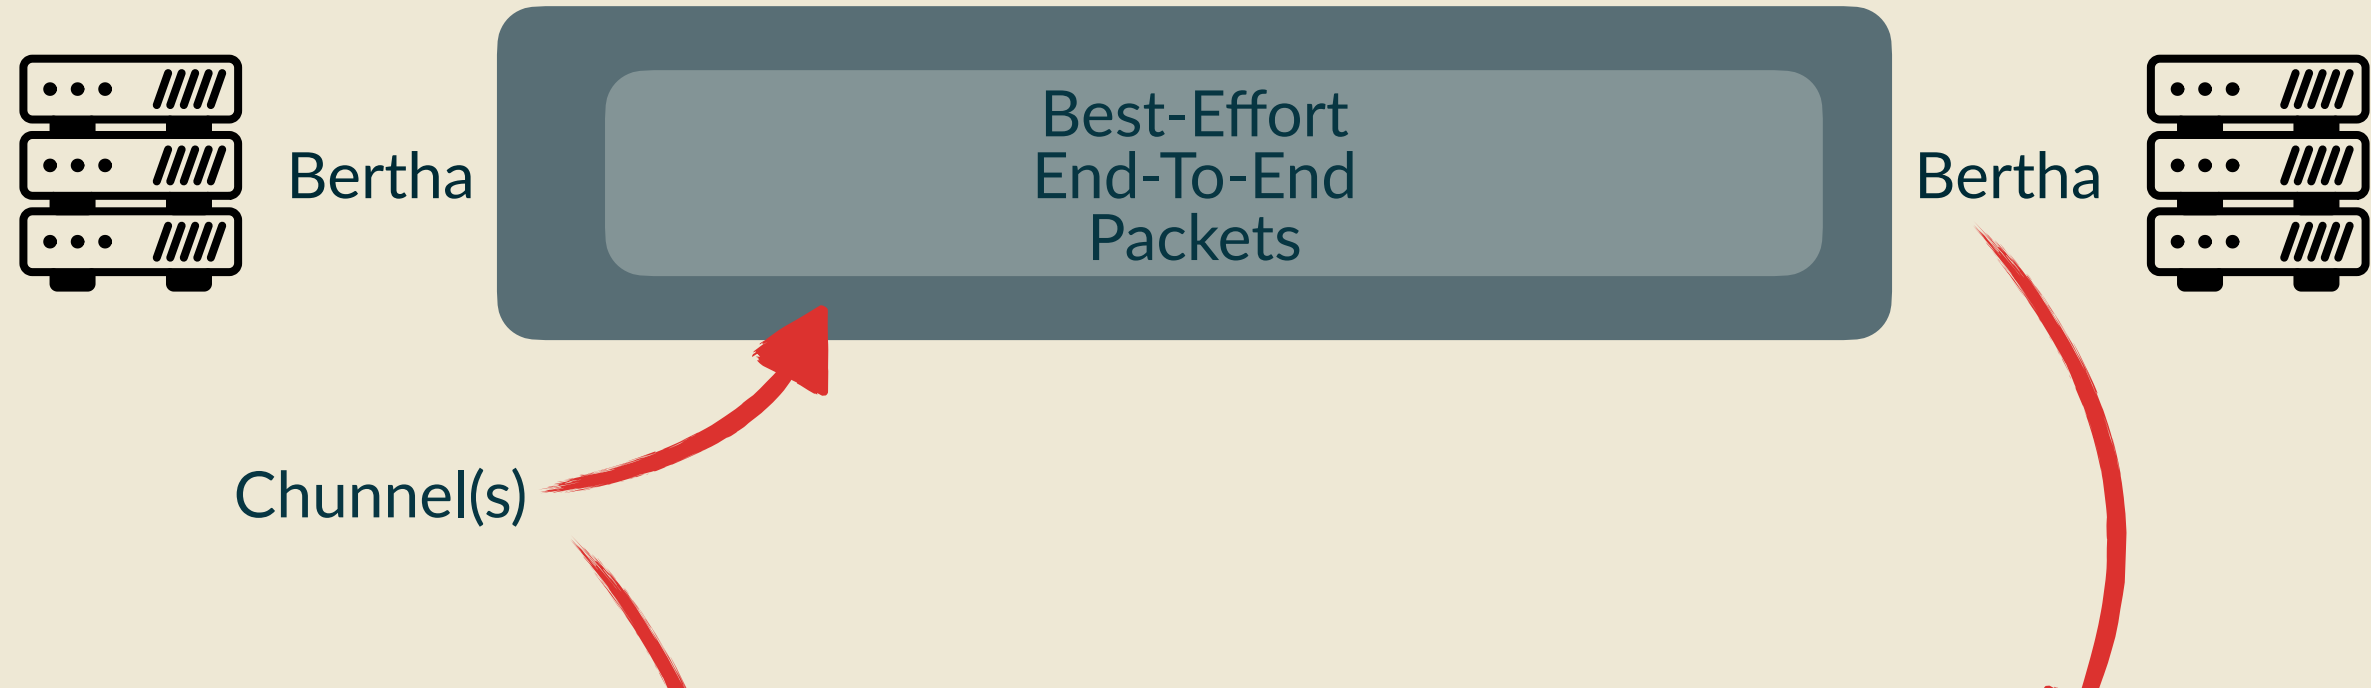 Best-Effort
End-To-End
Packets
Bertha
Bertha
Chunnel(s)